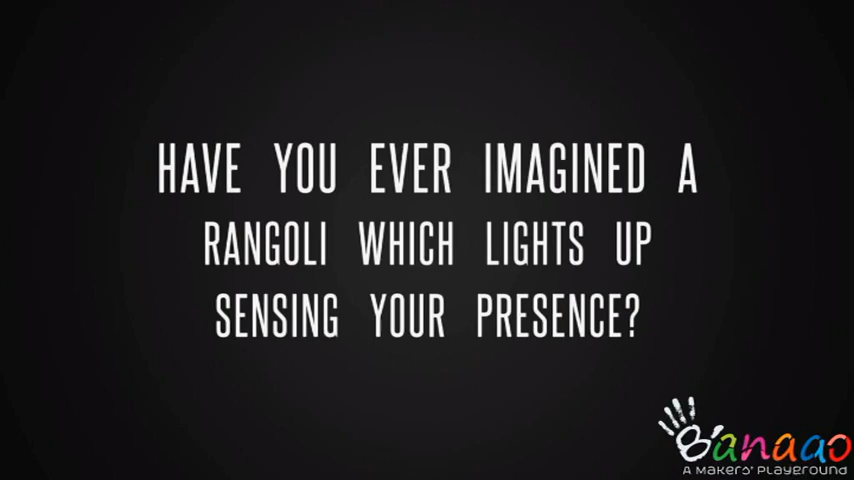 HAVE YOU EVER IMAGINED A
RANGOLI WHICH LIGHTS UP
SENSING YOUR PRESENCE?
Banaao
A MAKERS' PLAYGROUND